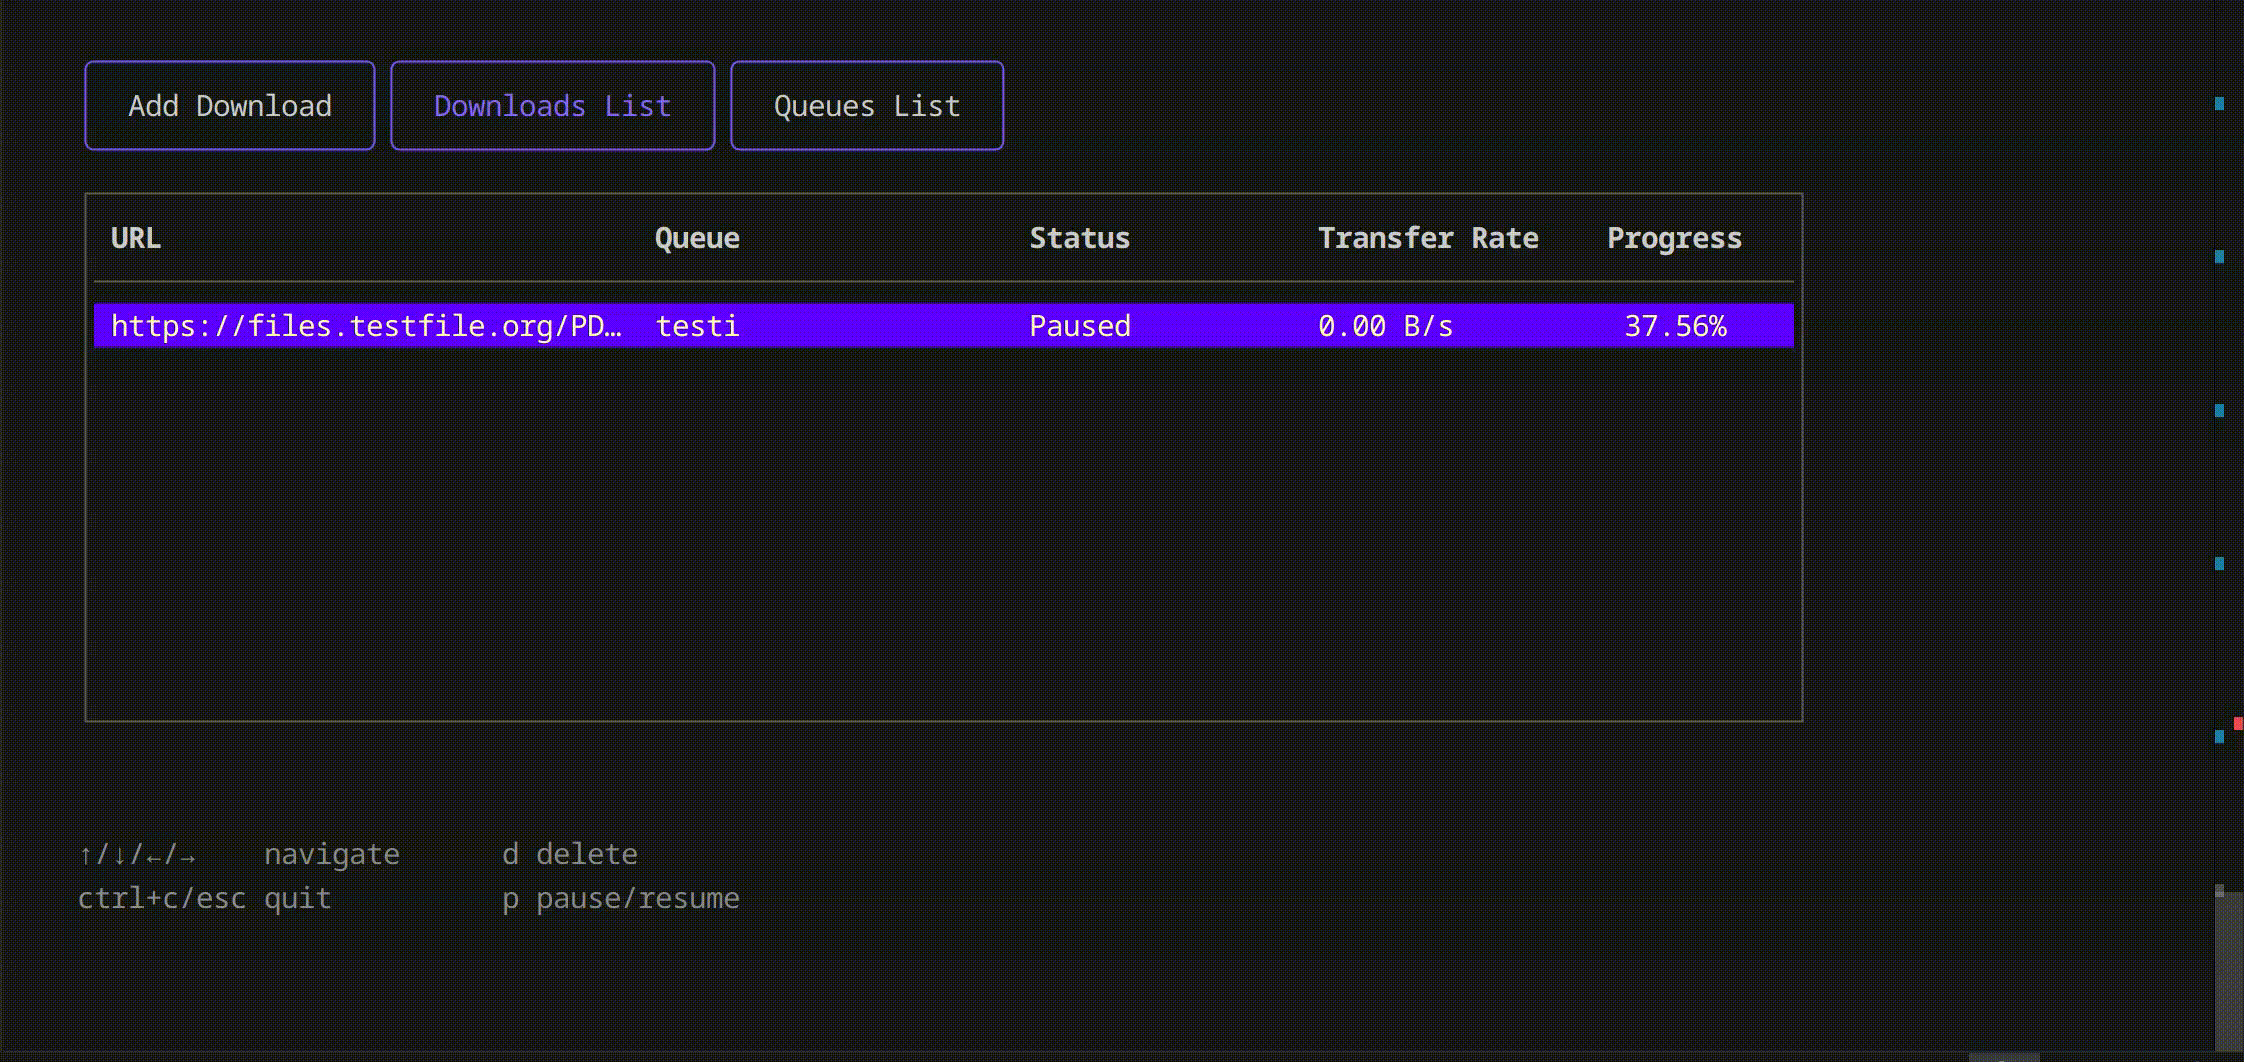 Add Download Downloads List Queues List
URL Queue Status Transfer Rate Progress
https://files.testfile.org/PD… testi Paused 0.00 B/s 37.56%
↑/↓/←/→ navigate d delete
ctrl+c/esc quit p pause/resume